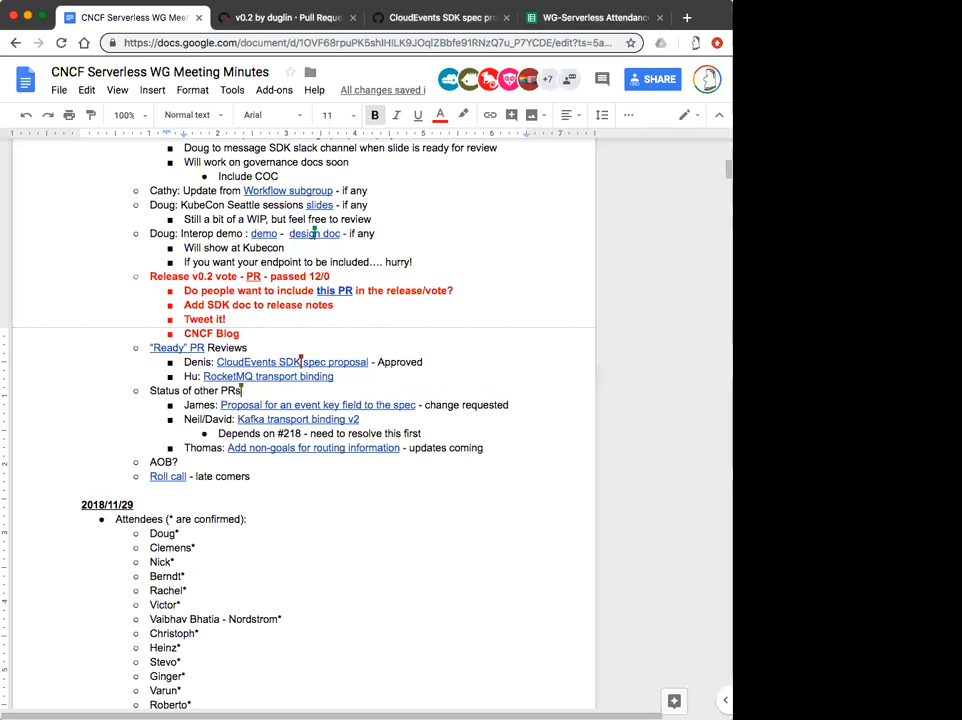 CNCF Serverless WG Meet
v0.2 by duglin · Pull Reque
CloudEvents SDK spec pro
WG-Serverless Attendanc
https://docs.google.com/document/d/1OVF68rpuPK5shIHILK9JOqlZBbfe91RNzQ7u_P7YCDE/edit?ts=5a...
CNCF Serverless WG Meeting Minutes
File Edit View Insert Format Tools Add-ons Help All changes saved i
+7
SHARE
100% Normal text Arial 11 B I U A
1 1 2 3 4 5 6 7
Doug to message SDK slack channel when slide is ready for review
Will work on governance docs soon
Include COC
Cathy: Update from Workflow subgroup - if any
Doug: KubeCon Seattle sessions slides - if any
Still a bit of a WIP, but feel free to review
Doug: Interop demo : demo - design doc - if any
Will show at Kubecon
If you want your endpoint to be included.... hurry!
Release v0.2 vote - PR - passed 12/0
Do people want to include this PR in the release/vote?
Add SDK doc to release notes
Tweet it!
CNCF Blog
"Ready" PR Reviews
Denis: CloudEvents SDK spec proposal - Approved
Hu: RocketMQ transport binding
Status of other PRs
James: Proposal for an event key field to the spec - change requested
Neil/David: Kafka transport binding v2
Depends on #218 - need to resolve this first
Thomas: Add non-goals for routing information - updates coming
AOB?
Roll call - late comers
2018/11/29
Attendees (* are confirmed):
Doug*
Clemens*
Nick*
Berndt*
Rachel*
Victor*
Vaibhav Bhatia - Nordstrom*
Christoph*
Heinz*
Stevo*
Ginger*
Varun*
Roberto*